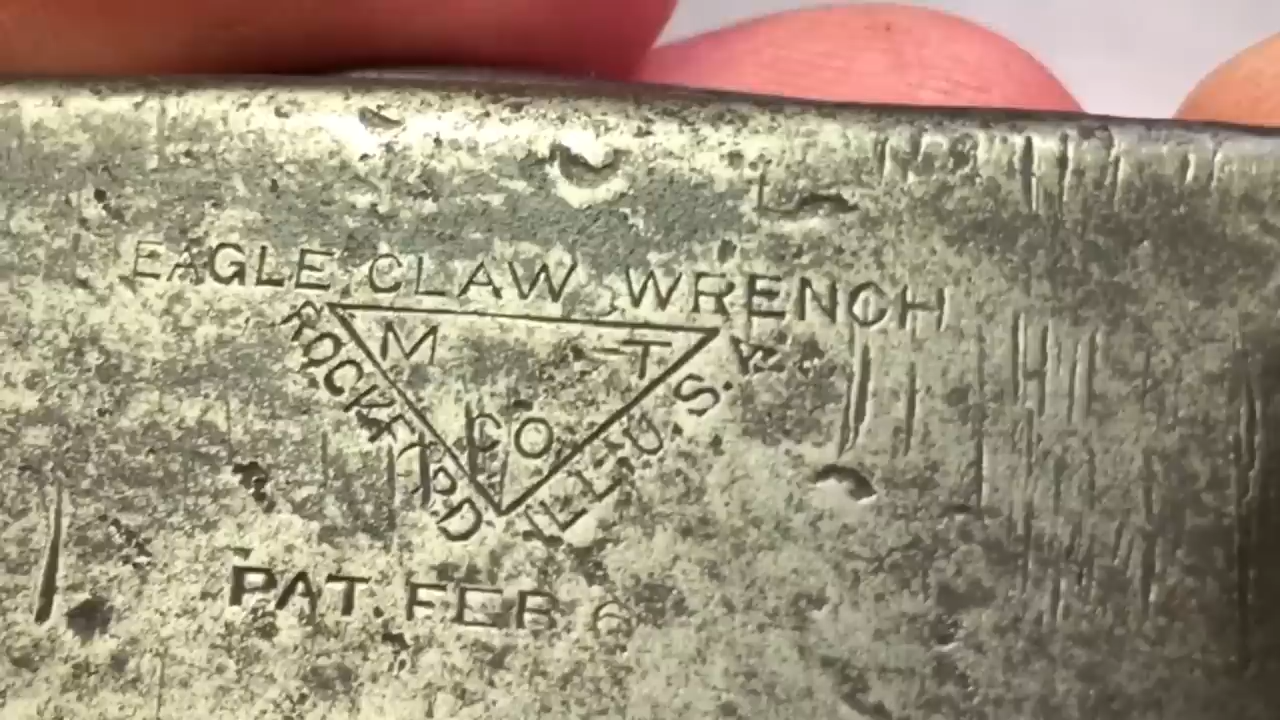 EAGLE CLAW WRENCH
M T
CO
ROCKFORD
ILL. U.S.A.
PAT. FEB 6